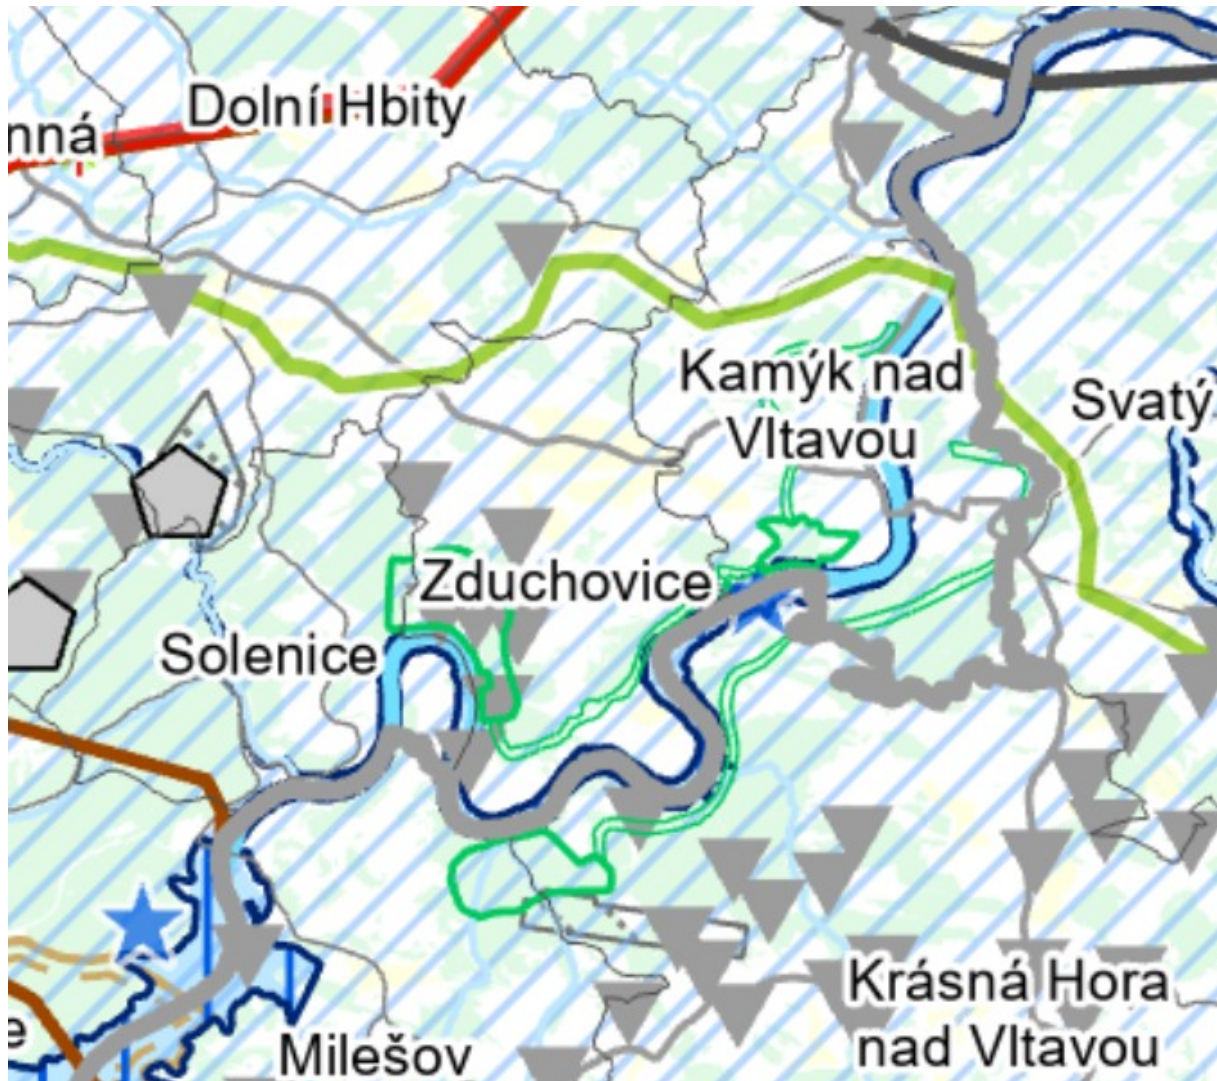 Dolní Hbity
nná
Kamýk nad
Vltavou
Svatý
Zduchovice
Solenice
Krásná Hora
nad Vltavou
e
Milešov